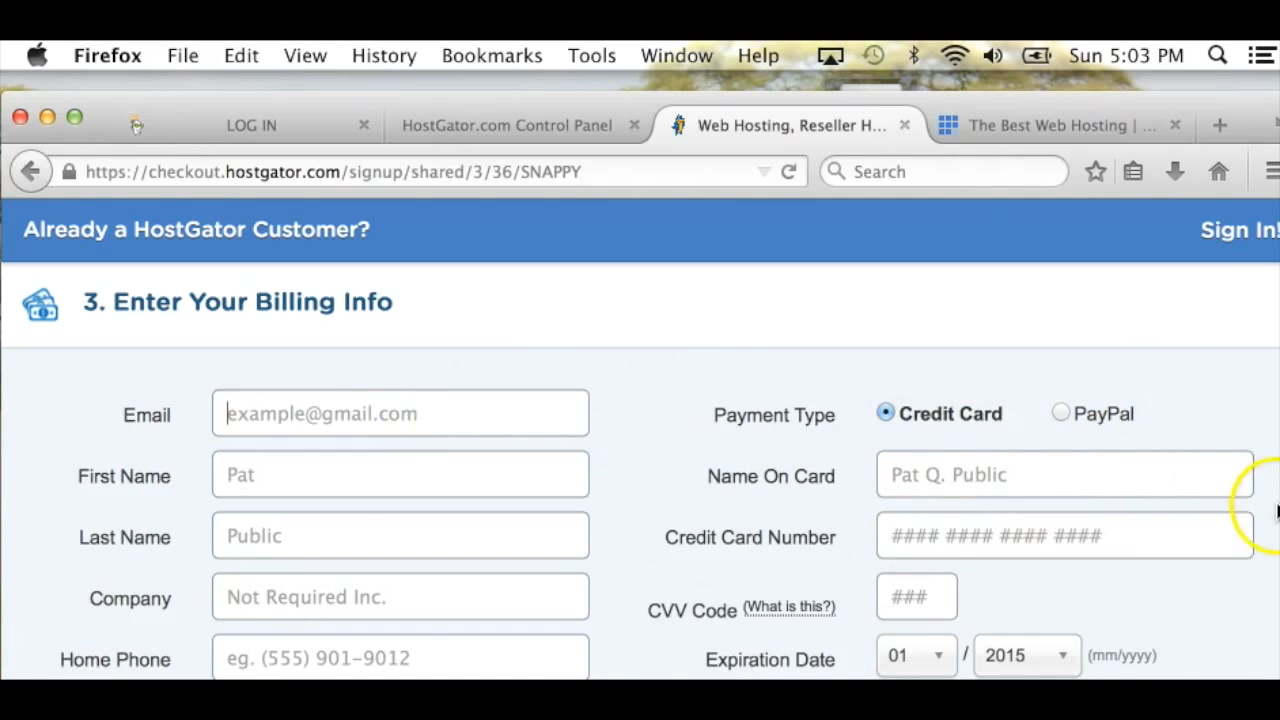 Firefox File Edit View History Bookmarks Tools Window Help Sun 5:03 PM
LOG IN HostGator.com Control Panel Web Hosting, Reseller H... The Best Web Hosting | ...
https://checkout.hostgator.com/signup/shared/3/36/SNAPPY Search
Already a HostGator Customer? Sign In!
3. Enter Your Billing Info
Email example@gmail.com Payment Type Credit Card PayPal
First Name Pat Name On Card Pat Q. Public
Last Name Public Credit Card Number #### #### #### ####
Company Not Required Inc. CVV Code (What is this?) ###
Home Phone eg. (555) 901-9012 Expiration Date 01 / 2015 (mm/yyyy)